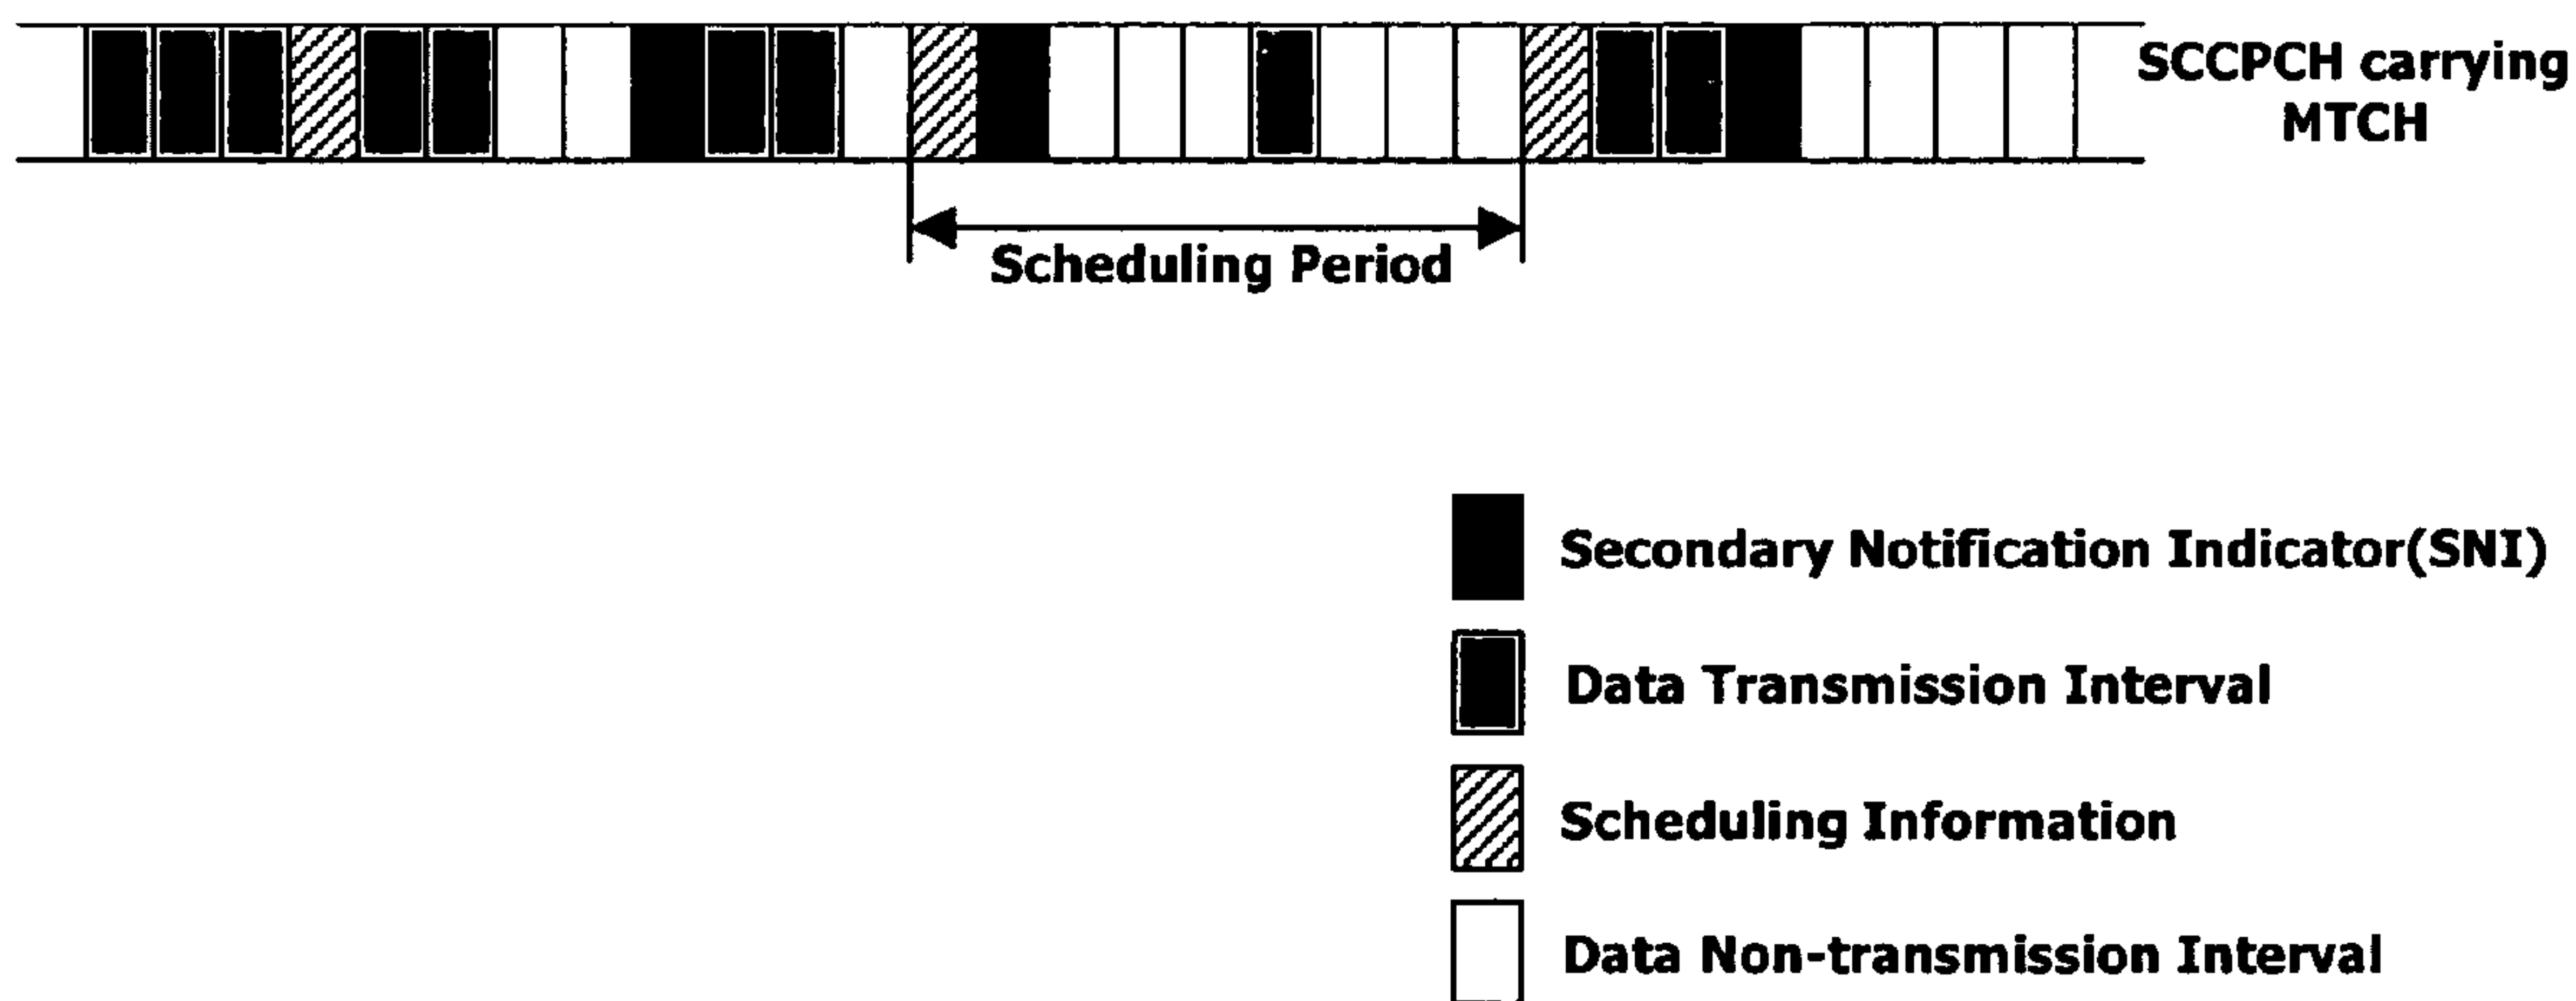 SCCPCH carrying
MTCH
Scheduling Period
Secondary Notification Indicator(SNI)
Data Transmission Interval
Scheduling Information
Data Non-transmission Interval